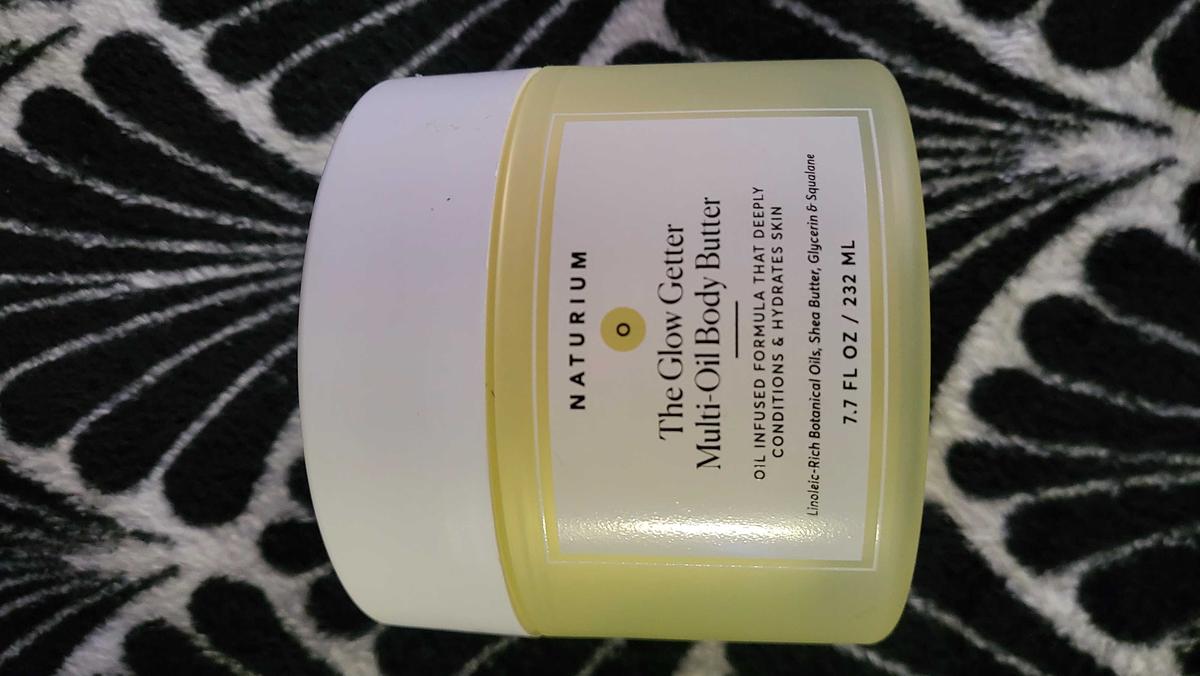 NATURIUM
O
The Glow Getter
Multi-Oil Body Butter
OIL INFUSED FORMULA THAT DEEPLY
CONDITIONS & HYDRATES SKIN
Linoleic-Rich Botanical Oils, Shea Butter, Glycerin & Squalane
7.7 FL OZ / 232 ML